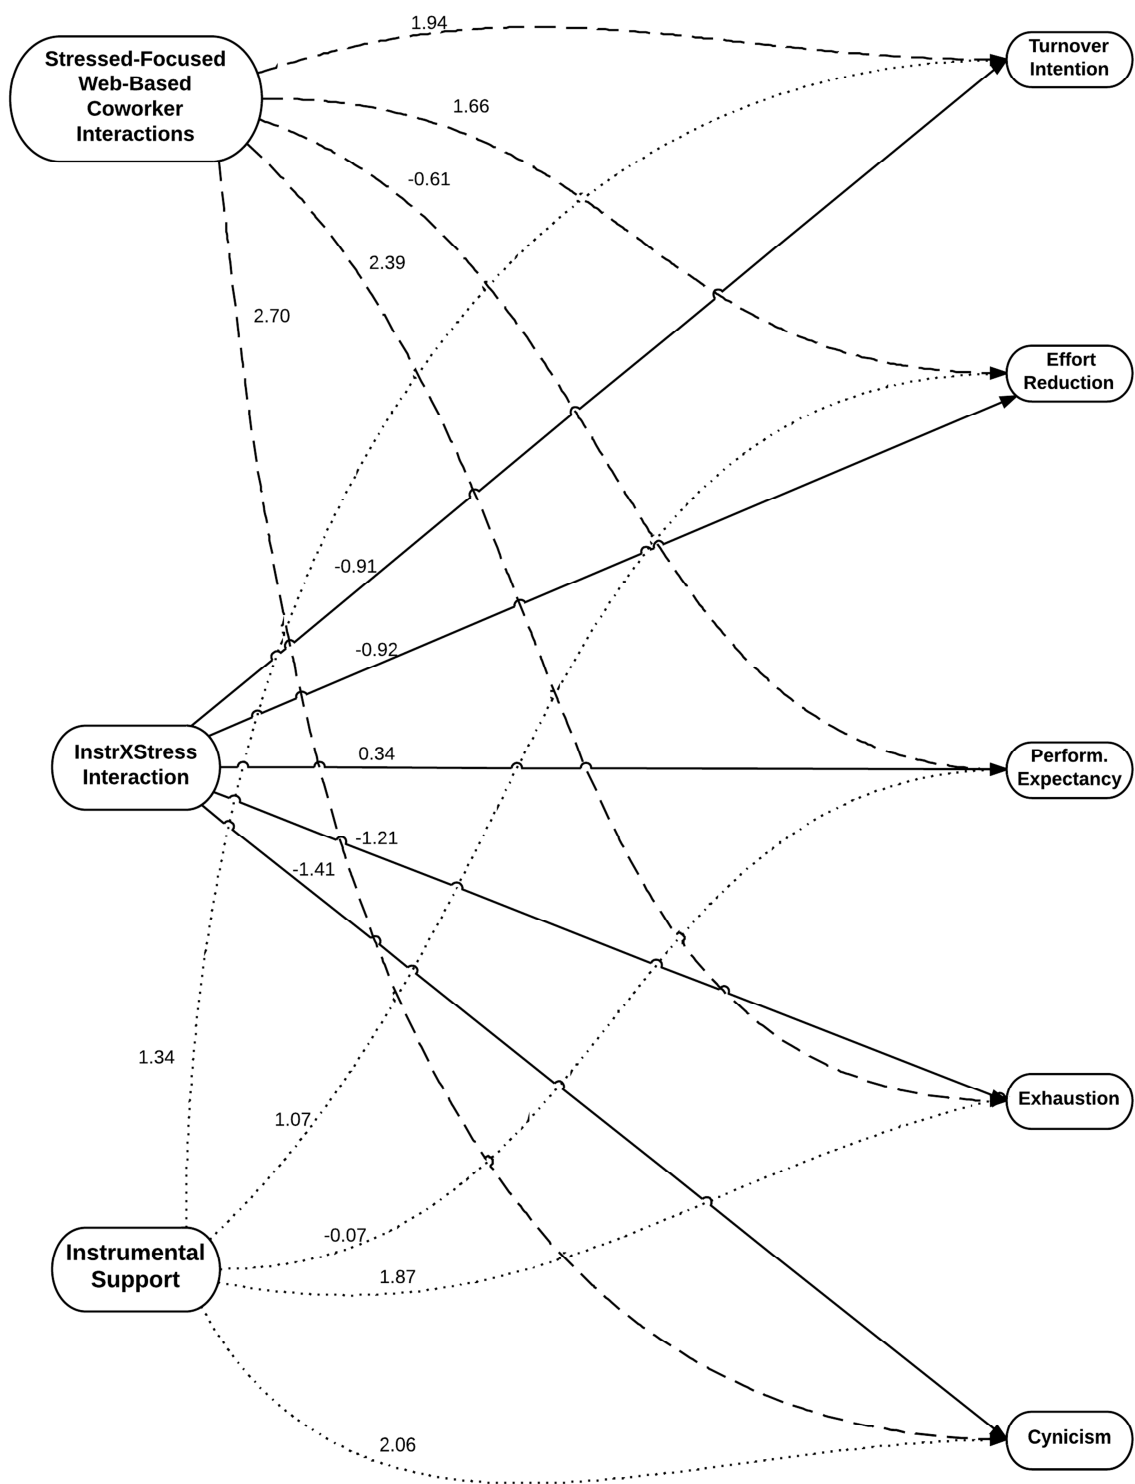 1.94
Turnover
Intention
Stressed-Focused
Web-Based
Coworker
Interactions
1.66
-0.61
2.39
2.70
Effort
Reduction
-0.91
-0.92
InstrXStress
Interaction
0.34
Perform.
Expectancy
-1.21
-1.41
1.34
Exhaustion
1.07
-0.07
Instrumental
Support
1.87
Cynicism
2.06